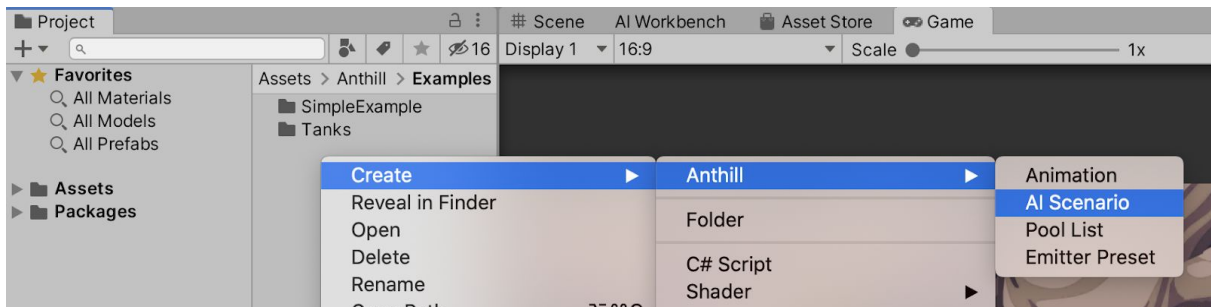 Project
# Scene AI Workbench Asset Store Game
16 Display 1 16:9 Scale 1x
Favorites
All Materials
All Models
All Prefabs
Assets
Packages
Assets > Anthill > Examples
SimpleExample
Tanks
Create
Reveal in Finder
Open
Delete
Rename
Anthill
Folder
C# Script
Shader
Animation
AI Scenario
Pool List
Emitter Preset